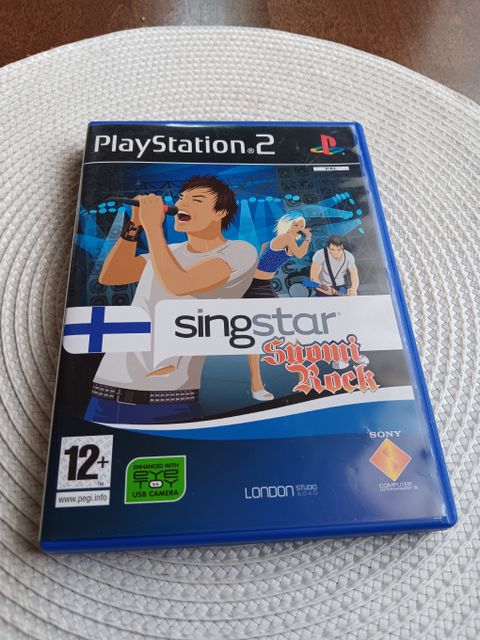 PlayStation®2
PAL
singstar®
Suomi
Rock
12+
www.pegi.info
ENHANCED WITH
EYE
TOY
USB CAMERA
LONDON STUDIO
SONY
COMPUTER
ENTERTAINMENT